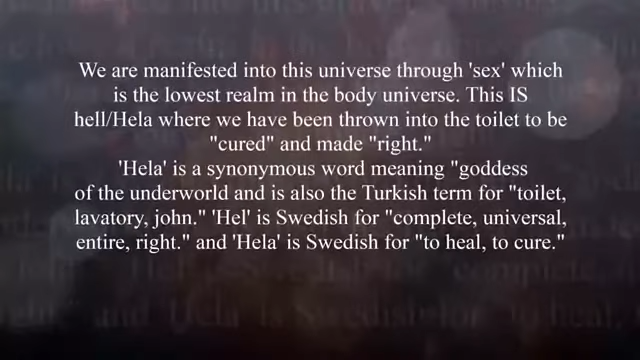 We are manifested into this universe through 'sex' which
is the lowest realm in the body universe. This IS
hell/Hela where we have been thrown into the toilet to be
"cured" and made "right."
'Hela' is a synonymous word meaning "goddess
of the underworld and is also the Turkish term for "toilet,
lavatory, john." 'Hel' is Swedish for "complete, universal,
entire, right." and 'Hela' is Swedish for "to heal, to cure."